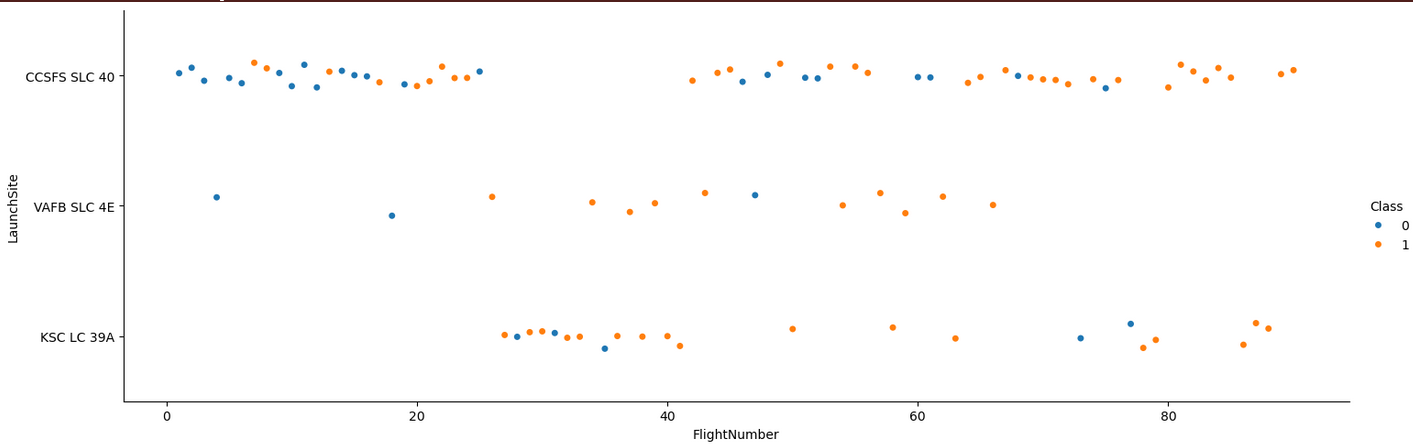 CCSFS SLC 40
VAFB SLC 4E
KSC LC 39A
LaunchSite
0 20 40 60 80
FlightNumber
Class
0
1